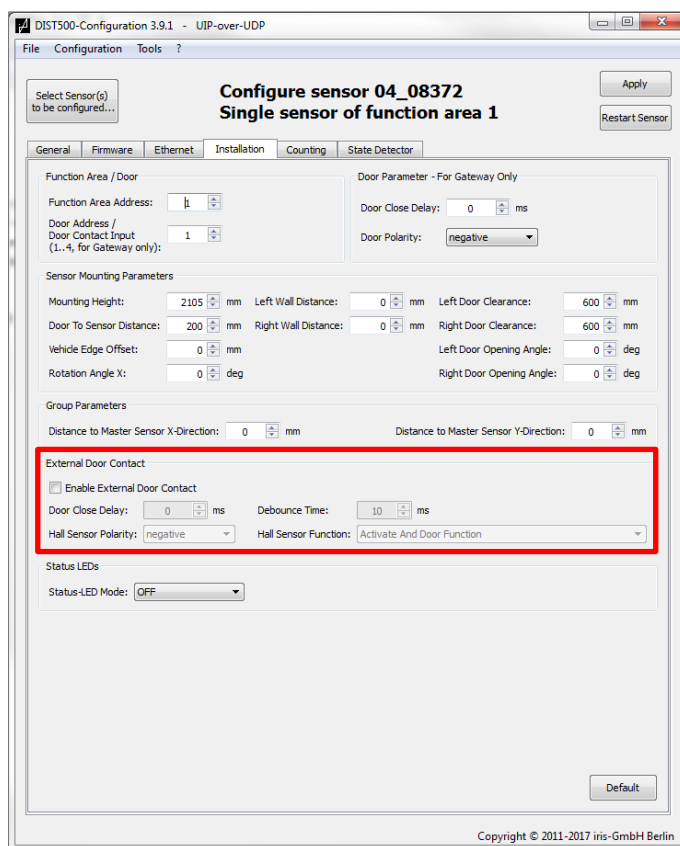 DIST500-Configuration 3.9.1 - UIP-over-UDP
File Configuration Tools ?
Select Sensor(s)
to be configured...
Configure sensor 04_08372
Single sensor of function area 1
Apply
Restart Sensor
General Firmware Ethernet Installation Counting State Detector
Function Area / Door
Function Area Address: 1
Door Address /
Door Contact Input
(1..4, for Gateway only): 1
Door Parameter - For Gateway Only
Door Close Delay: 0 ms
Door Polarity: negative
Sensor Mounting Parameters
Mounting Height: 2105 mm Left Wall Distance: 0 mm Left Door Clearance: 600 mm
Door To Sensor Distance: 200 mm Right Wall Distance: 0 mm Right Door Clearance: 600 mm
Vehicle Edge Offset: 0 mm Left Door Opening Angle: 0 deg
Rotation Angle X: 0 deg Right Door Opening Angle: 0 deg
Group Parameters
Distance to Master Sensor X-Direction: 0 mm Distance to Master Sensor Y-Direction: 0 mm
External Door Contact
Enable External Door Contact
Door Close Delay: 0 ms Debounce Time: 10 ms
Hall Sensor Polarity: negative Hall Sensor Function: Activate And Door Function
Status LEDs
Status-LED Mode: OFF
Default
Copyright © 2011-2017 iris-GmbH Berlin